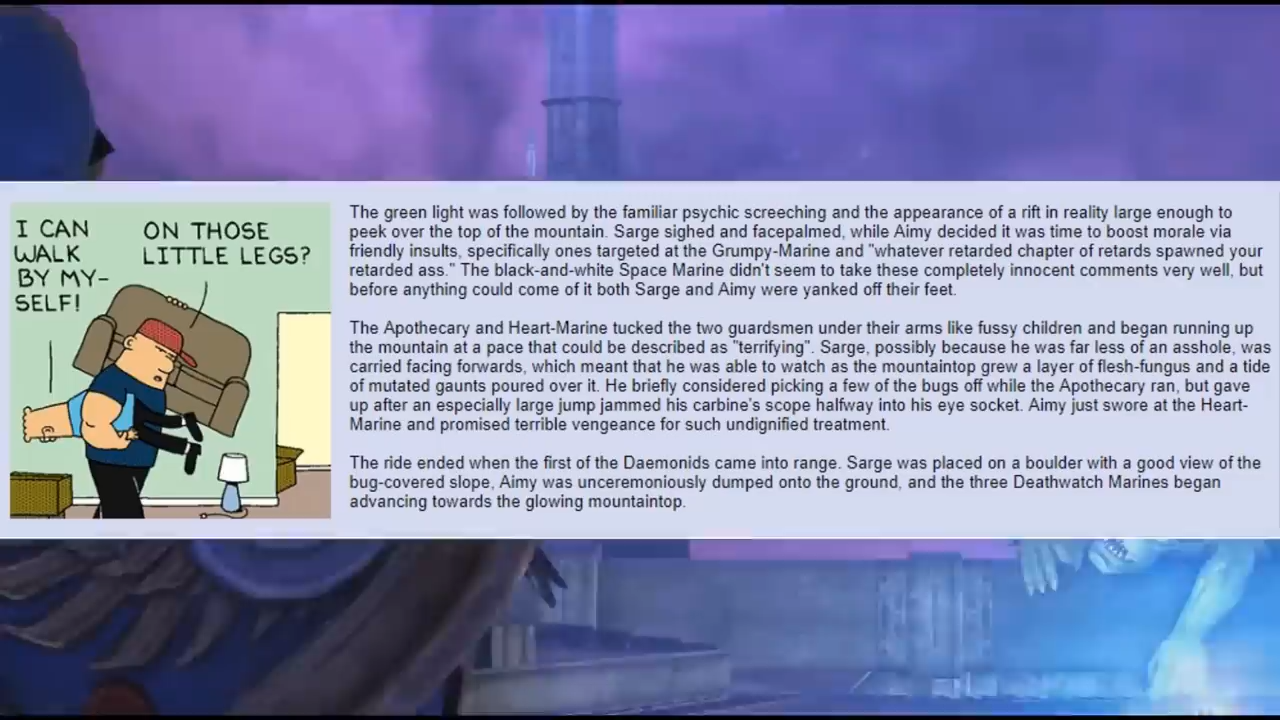 I CAN
WALK
BY MY-
SELF!
ON THOSE
LITTLE LEGS?
The green light was followed by the familiar psychic screeching and the appearance of a rift in reality large enough to
peek over the top of the mountain. Sarge sighed and facepalmed, while Aimy decided it was time to boost morale via
friendly insults, specifically ones targeted at the Grumpy-Marine and "whatever retarded chapter of retards spawned your
retarded ass." The black-and-white Space Marine didn't seem to take these completely innocent comments very well, but
before anything could come of it both Sarge and Aimy were yanked off their feet.
The Apothecary and Heart-Marine tucked the two guardsmen under their arms like fussy children and began running up
the mountain at a pace that could be described as "terrifying". Sarge, possibly because he was far less of an asshole, was
carried facing forwards, which meant that he was able to watch as the mountaintop grew a layer of flesh-fungus and a tide
of mutated gaunts poured over it. He briefly considered picking a few of the bugs off while the Apothecary ran, but gave
up after an especially large jump jammed his carbine's scope halfway into his eye socket. Aimy just swore at the Heart-
Marine and promised terrible vengeance for such undignified treatment.
The ride ended when the first of the Daemonids came into range. Sarge was placed on a boulder with a good view of the
bug-covered slope, Aimy was unceremoniously dumped onto the ground, and the three Deathwatch Marines began
advancing towards the glowing mountaintop.